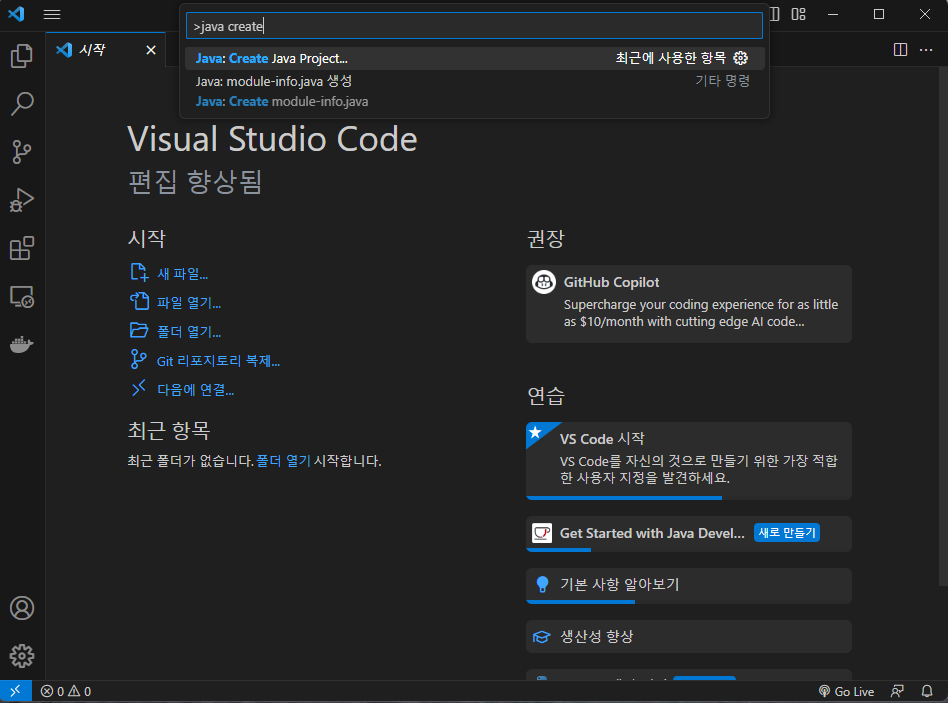 >java create
Java: Create Java Project...
최근에 사용한 항목
Java: module-info.java 생성
기타 명령
Java: Create module-info.java
시작
Visual Studio Code
편집 향상됨
시작
새 파일...
파일 열기...
폴더 열기...
Git 리포지토리 복제...
다음에 연결...
최근 항목
최근 폴더가 없습니다. 폴더 열기 시작합니다.
권장
GitHub Copilot
Supercharge your coding experience for as little
as $10/month with cutting edge AI code...
연습
VS Code 시작
VS Code를 자신의 것으로 만들기 위한 가장 적합
한 사용자 지정을 발견하세요.
Get Started with Java Devel... 새로 만들기
기본 사항 알아보기
생산성 향상
0 0
Go Live